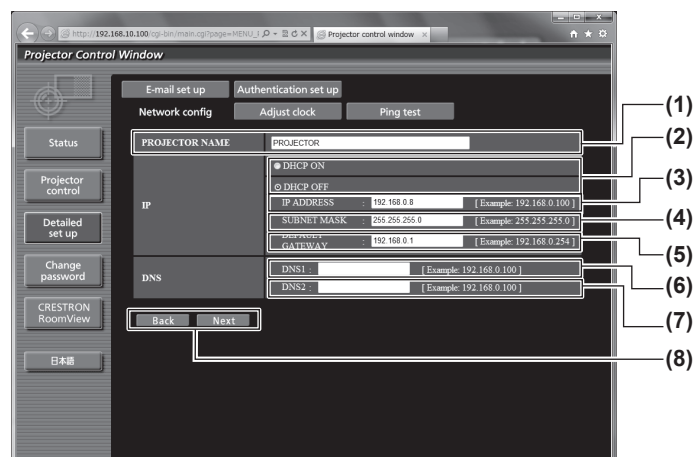 http://192.168.10.100/cgi-bin/main.cgi?page=MENU_
Projector control window
Projector Control Window
E-mail set up Authentication set up
Network config Adjust clock Ping test
(1)
Status
PROJECTOR NAME PROJECTOR
(2)
DHCP ON
Projector control
DHCP OFF
(3)
IP
IP ADDRESS : 192.168.0.8 [ Example: 192.168.0.100 ]
(4)
SUBNET MASK : 255.255.255.0 [ Example: 255.255.255.0 ]
Detailed set up
DEFAULT
GATEWAY : 192.168.0.1 [ Example: 192.168.0.254 ]
(5)
Change password
DNS
DNS1 : [ Example: 192.168.0.100 ]
(6)
DNS2 : [ Example: 192.168.0.100 ]
(7)
CRESTRON RoomView
Back Next
(8)
日本語